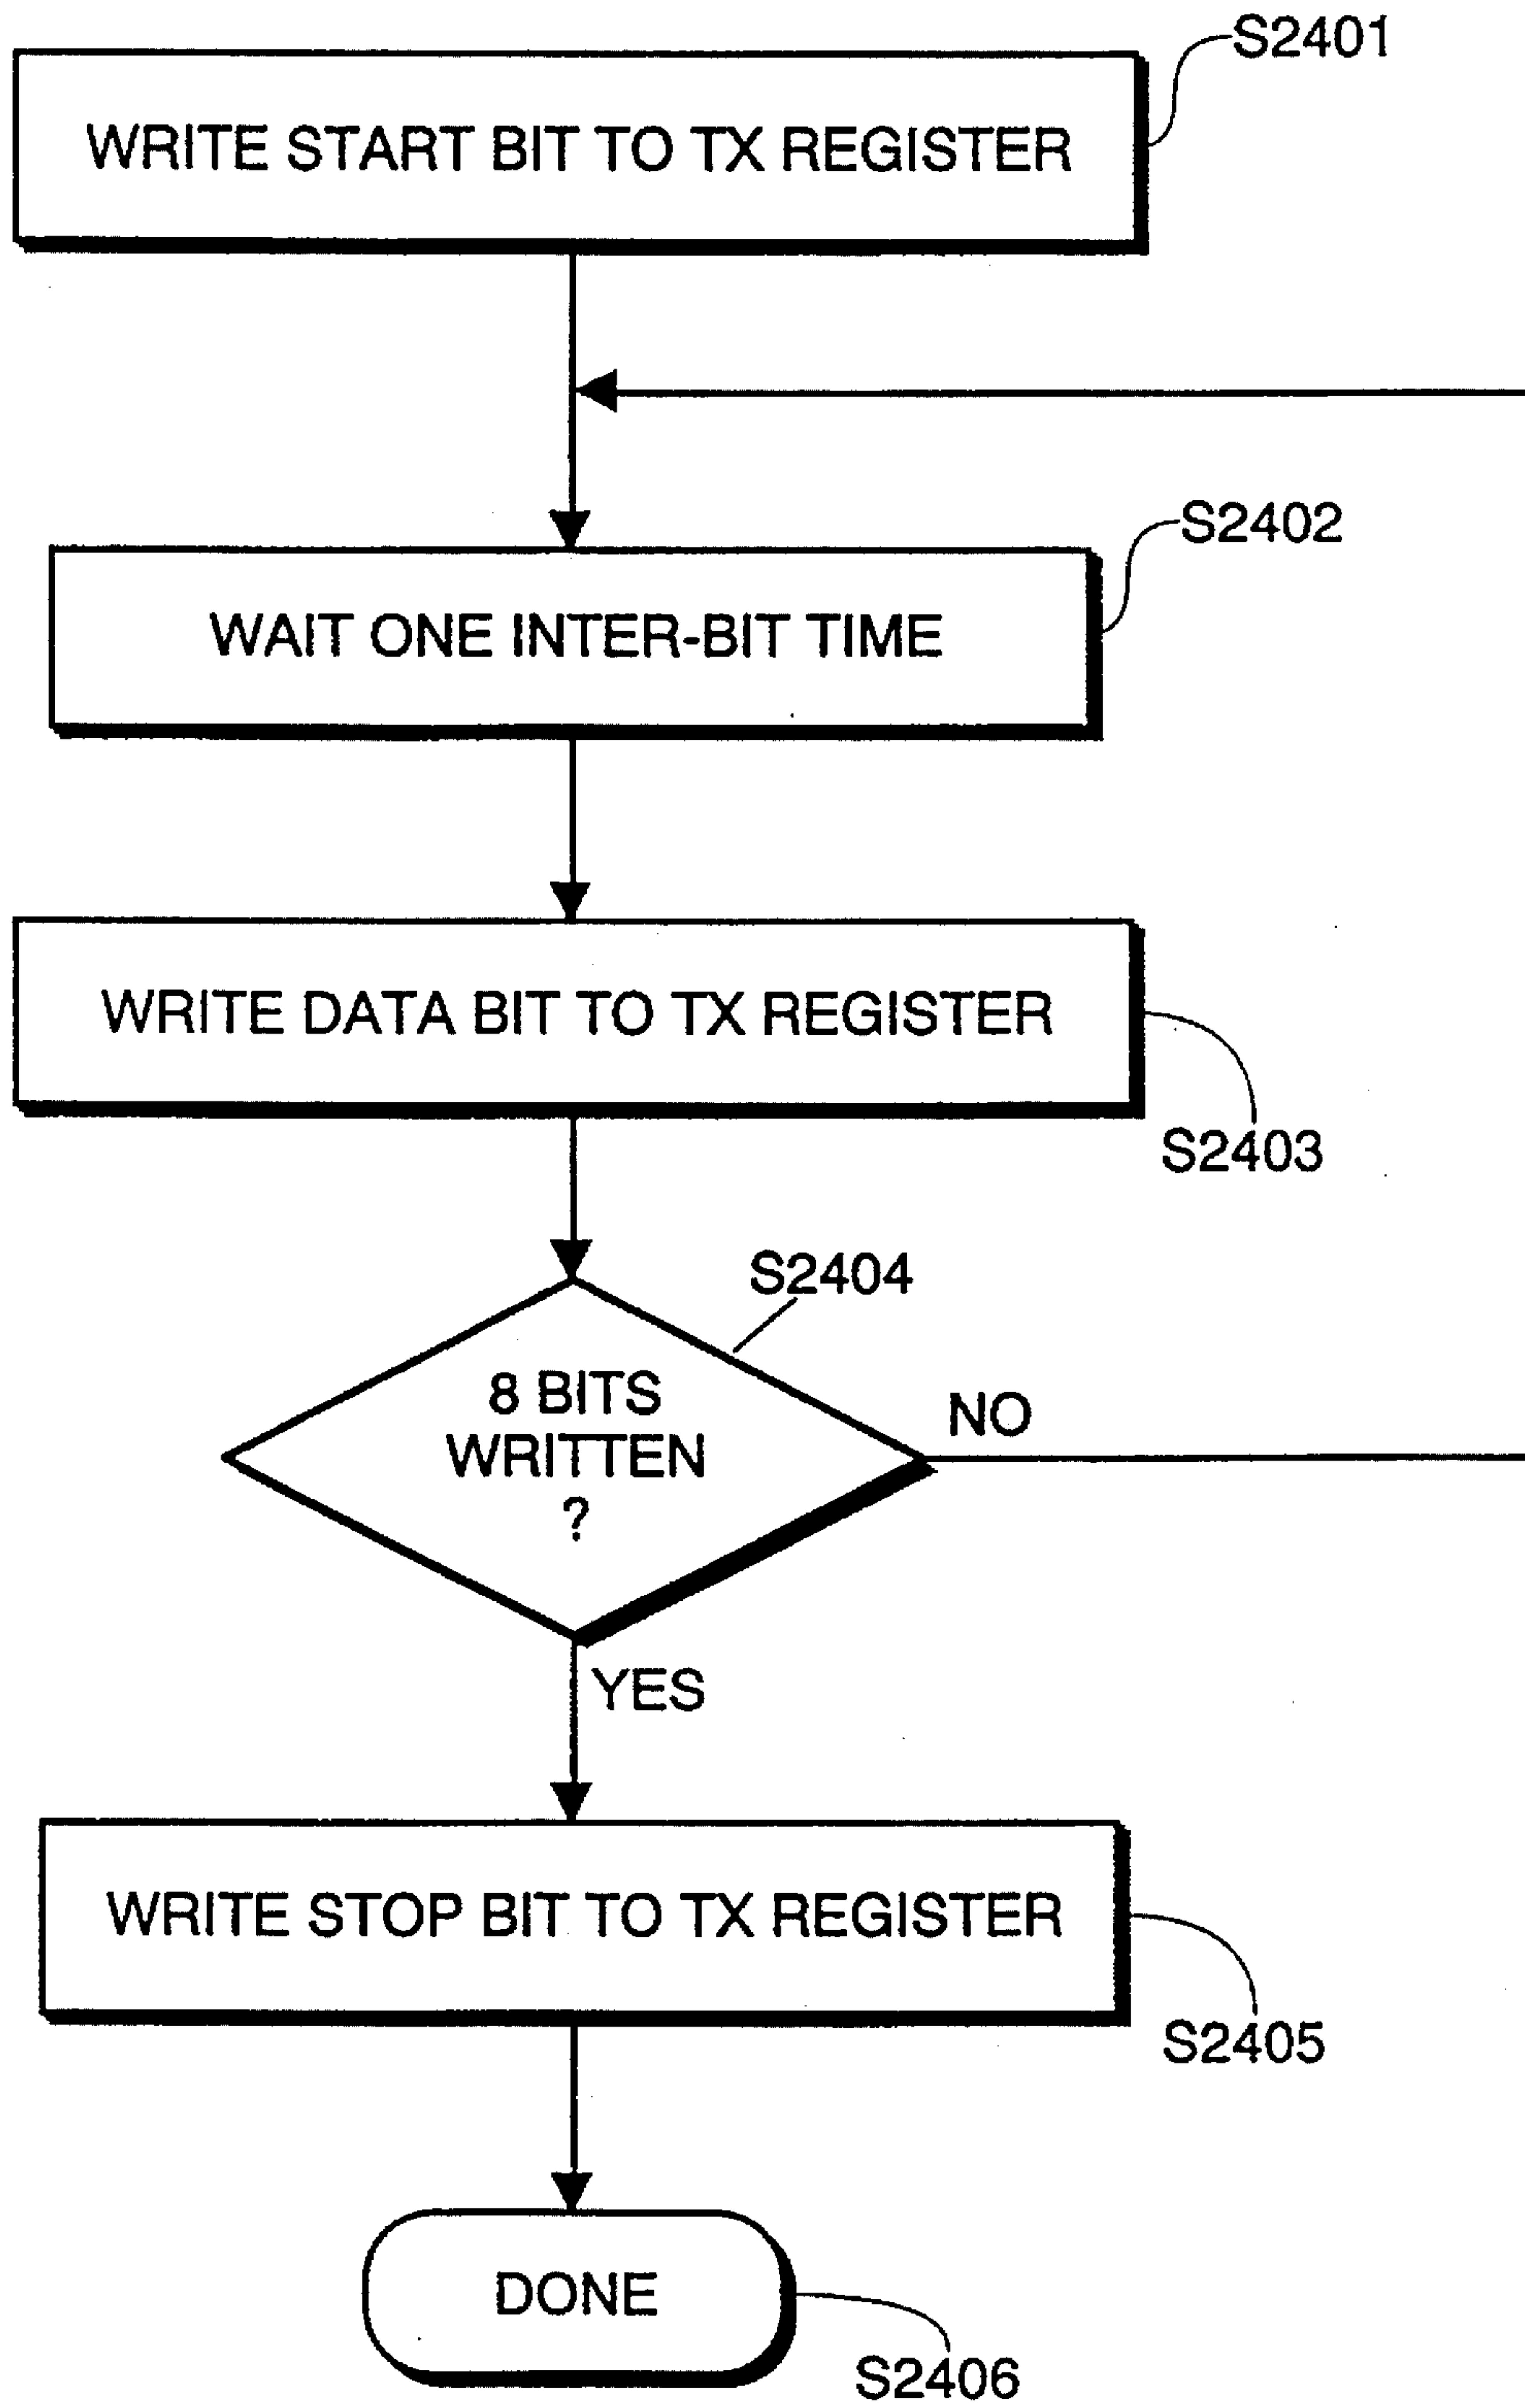 S2401
WRITE START BIT TO TX REGISTER
S2402
WAIT ONE INTER-BIT TIME
WRITE DATA BIT TO TX REGISTER
S2403
S2404
8 BITS
WRITTEN
?
NO
YES
WRITE STOP BIT TO TX REGISTER
S2405
DONE
S2406